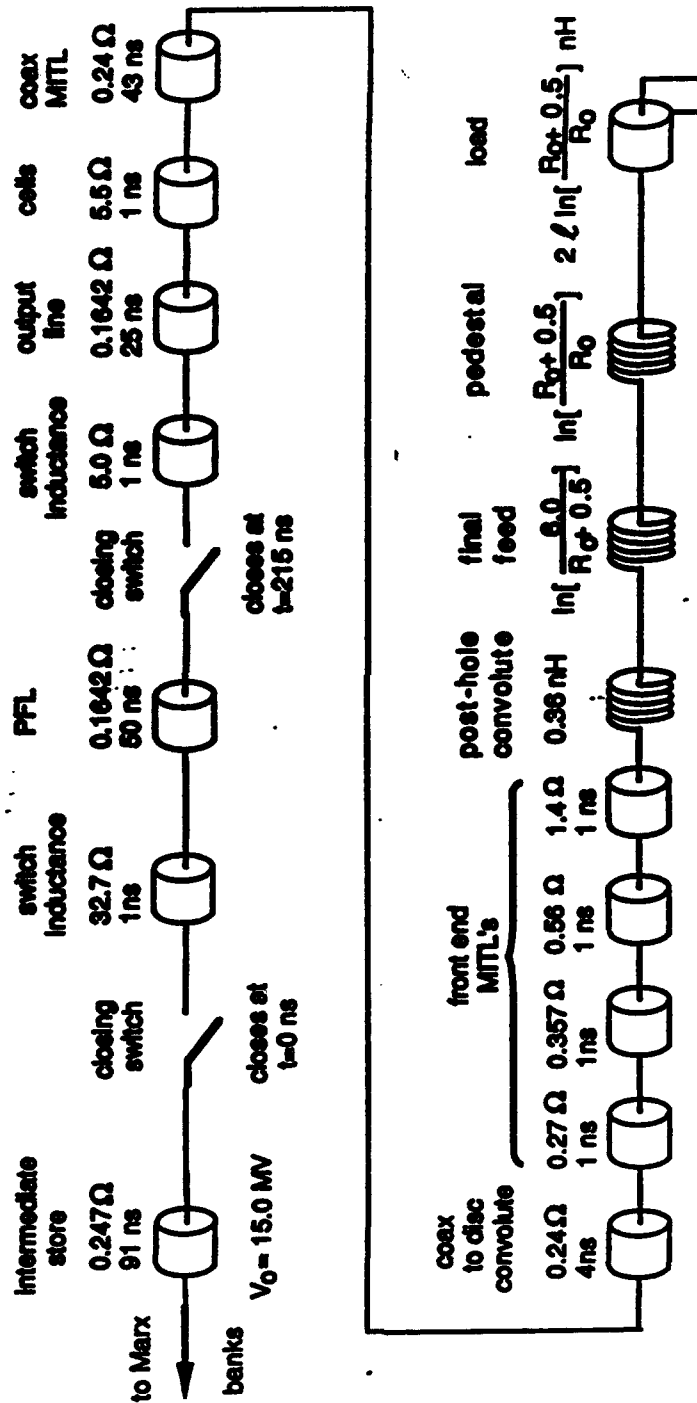 Intermediate
store
0.247Ω
91 ns
to Marx
banks
V0 = 15.0 MV
closing
switch
closes at
t=0 ns
switch
inductance
32.7 Ω
1ns
PFL
0.1642 Ω
50 ns
closing
switch
closes at
t=215 ns
switch
inductance
5.0 Ω
1 ns
output
line
0.1642 Ω
25 ns
cells
5.5 Ω
1 ns
coax
MITL
0.24 Ω
43 ns
coax
to disc
convolute
0.24Ω
4ns
front end
MITL's
0.27 Ω
1 ns
0.357Ω
1ns
0.56 Ω
1 ns
1.4 Ω
1 ns
post-hole
convolute
0.36 nH
final
feed
ln[ 6.0 / R0+ 0.5 ]
pedestal
ln[ R0+ 0.5 / R0 ]
load
2 ℓ ln[ R0+ 0.5 / R0 ] nH